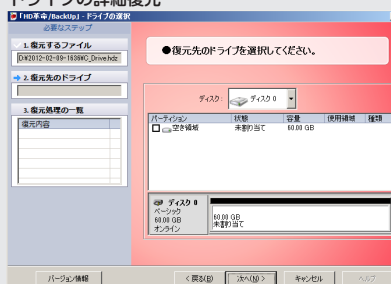 ドライブの詳細復元
「HD革命/BackUp」- ドライブの選択
必要なステップ
1. 復元するファイル
D:¥2012-02-09-1636¥C_Drive.hdz
2. 復元先のドライブ
3. 復元処理の一覧
復元内容
●復元先のドライブを選択してください。
ディスク: ディスク 0
パーティション 状態 容量 使用領域 種類
空き領域 未割り当て 60.00 GB
ディスク 0
ベーシック
60.00 GB
オンライン
60.00 GB
未割り当て
バージョン情報 < 戻る(B) 次へ(N) > キャンセル ヘルプ